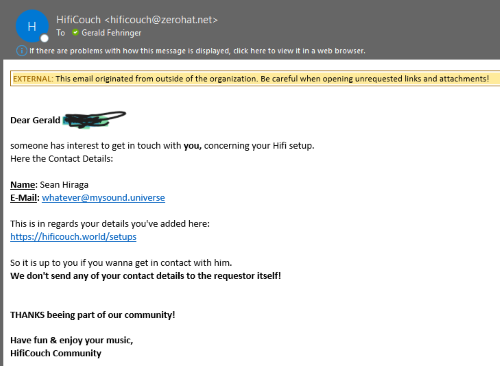 H
HifiCouch <hificouch@zerohat.net>
To Gerald Fehringer
If there are problems with how this message is displayed, click here to view it in a web browser.
EXTERNAL: This email originated from outside of the organization. Be careful when opening unrequested links and attachments!
Dear Gerald
someone has interest to get in touch with you, concerning your Hifi setup.
Here the Contact Details:
Name: Sean Hiraga
E-Mail: whatever@mysound.universe
This is in regards your details you've added here:
https://hificouch.world/setups
So it up to you if you wanna get in contact with him.
We don't send any of your contact details to the requestor itself!
THANKS beeing part of our community!
Have fun & enjoy your music,
HifiCouch Community